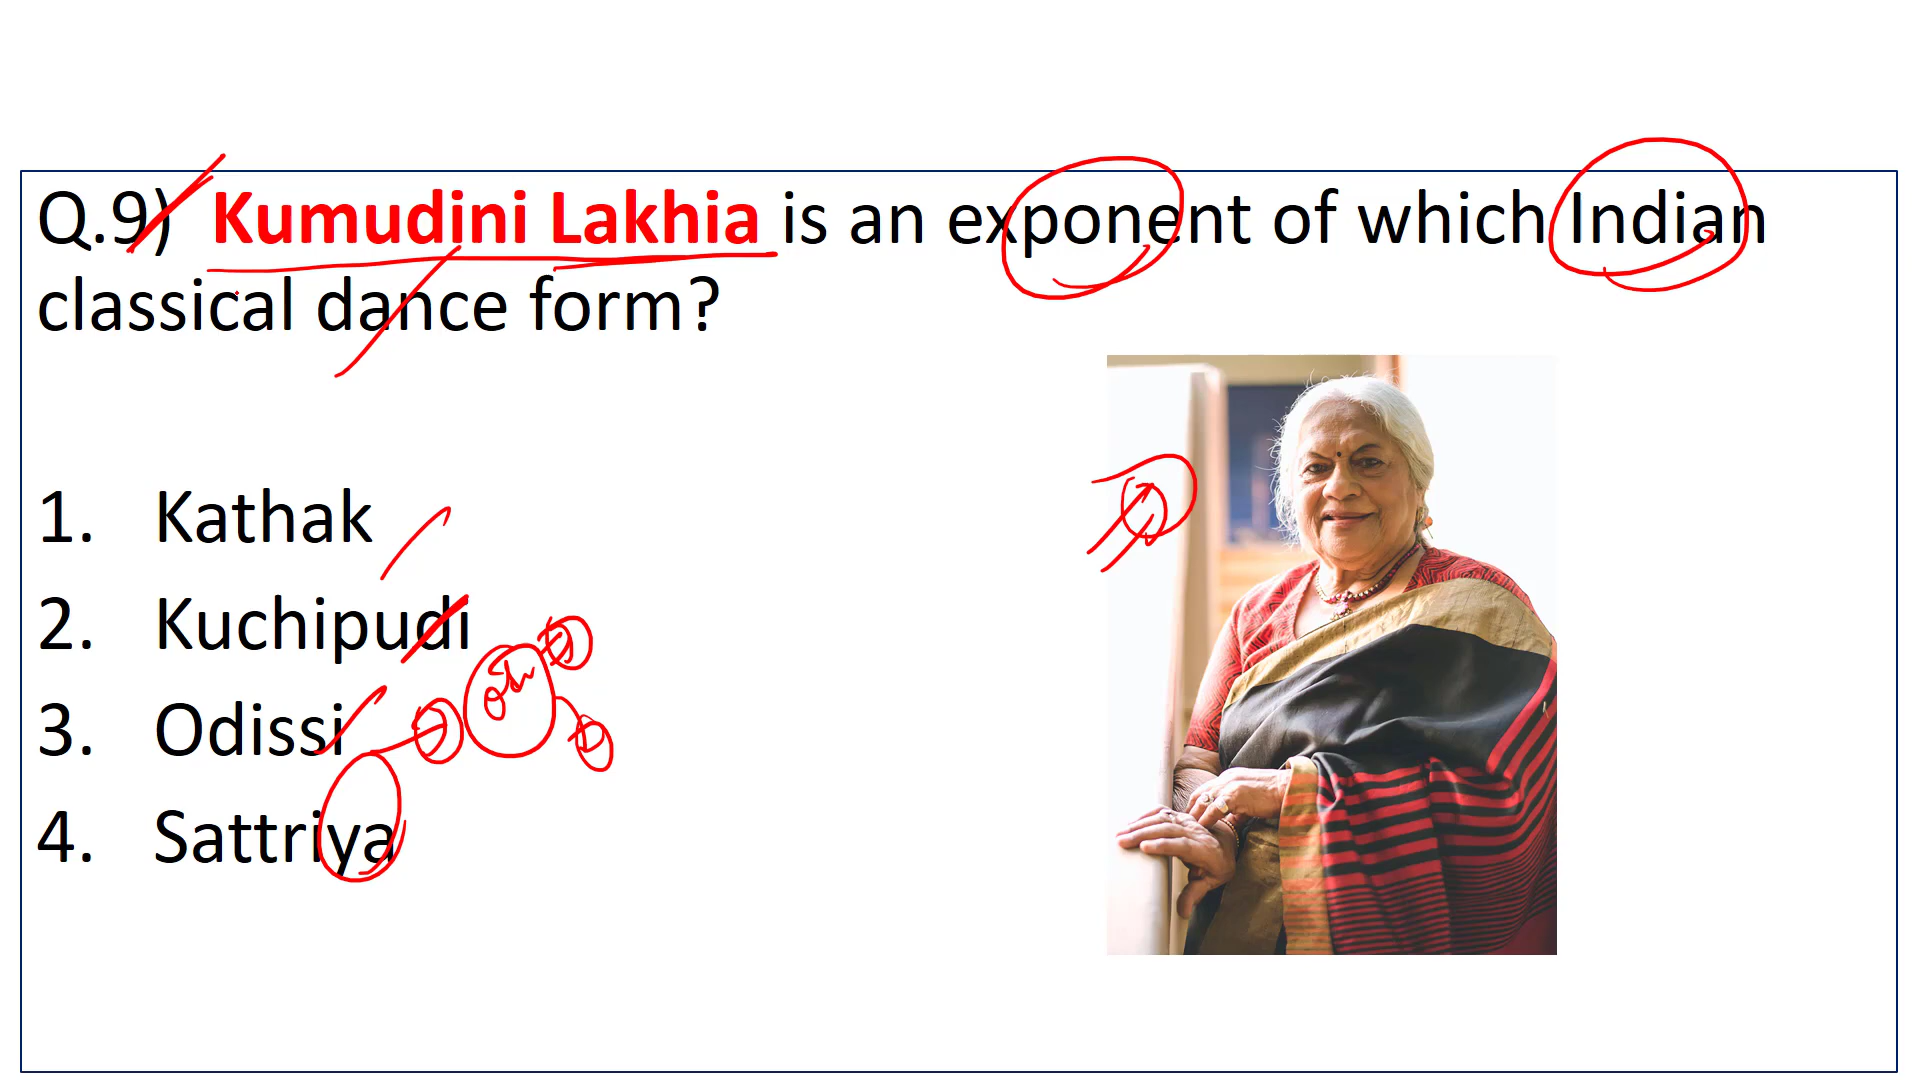 Q.9) Kumudini Lakhia is an exponent of which Indian
classical dance form?
1. Kathak
2. Kuchipudi
3. Odissi
4. Sattriya